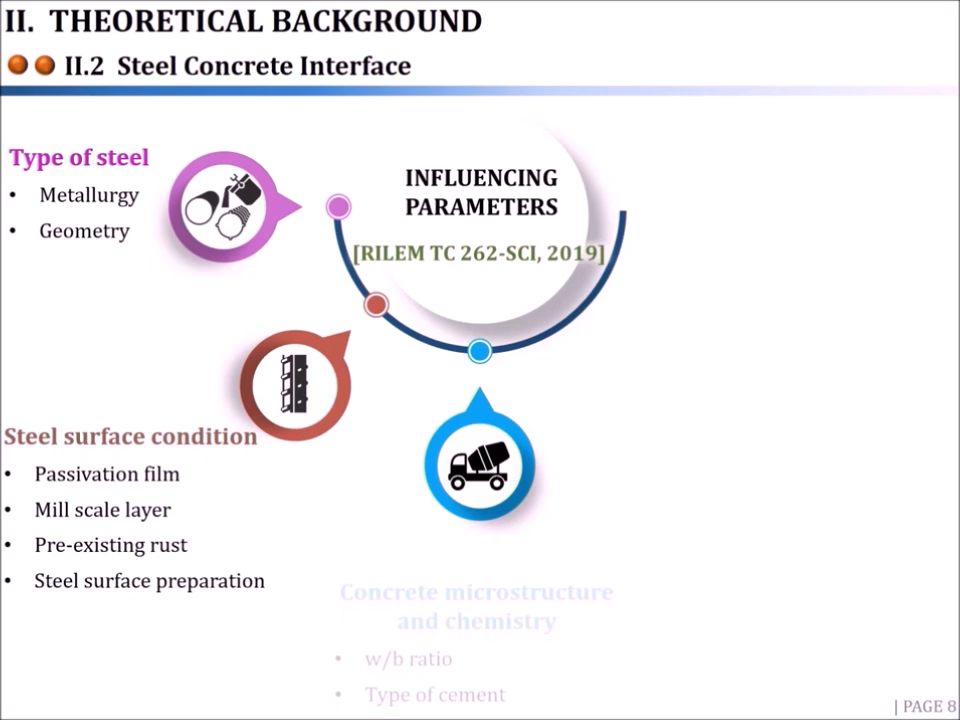 II. THEORETICAL BACKGROUND
II.2 Steel Concrete Interface
Type of steel
• Metallurgy
• Geometry
INFLUENCING
PARAMETERS
[RILEM TC 262-SCI, 2019]
Steel surface condition
• Passivation film
• Mill scale layer
• Pre-existing rust
• Steel surface preparation
Concrete microstructure
and chemistry
• w/b ratio
• Type of cement
| PAGE 8